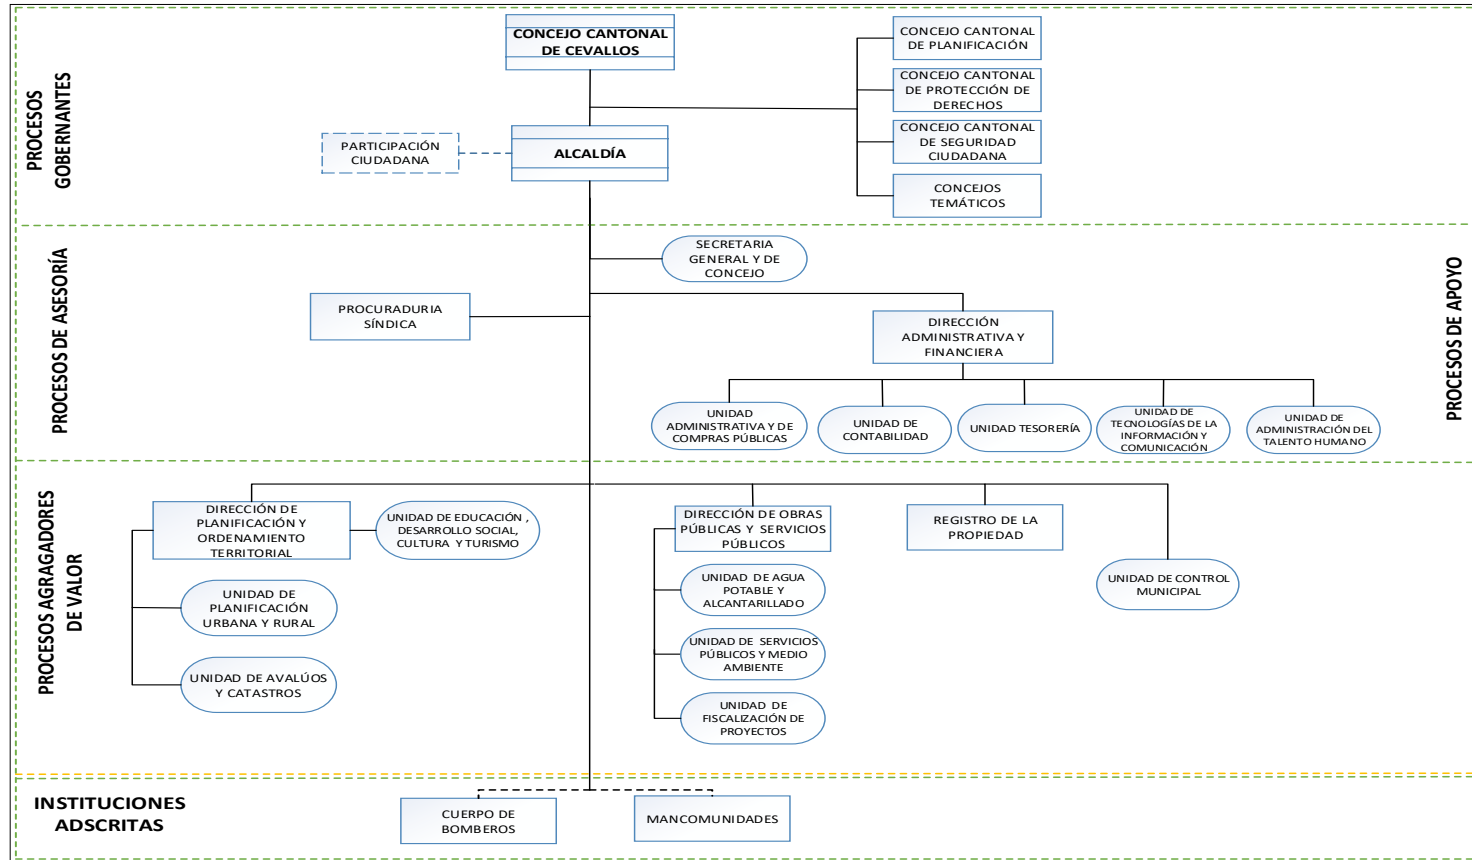 PROCESOS
GOBERNANTES
CONCEJO CANTONAL
DE CEVALLOS
CONCEJO CANTONAL
DE PLANIFICACIÓN
CONCEJO CANTONAL
DE PROTECCIÓN DE
DERECHOS
CONCEJO CANTONAL
DE SEGURIDAD
CIUDADANA
CONCEJOS
TEMÁTICOS
PARTICIPACIÓN
CIUDADANA
ALCALDÍA
PROCESOS DE ASESORÍA
SECRETARIA
GENERAL Y DE
CONCEJO
PROCURADURIA
SÍNDICA
DIRECCIÓN
ADMINISTRATIVA Y
FINANCIERA
UNIDAD
ADMINISTRATIVA Y DE
COMPRAS PÚBLICAS
UNIDAD DE
CONTABILIDAD
UNIDAD TESORERÍA
UNIDAD DE
TECNOLOGÍAS DE LA
INFORMACIÓN Y
COMUNICACIÓN
UNIDAD DE
ADMINISTRACIÓN DEL
TALENTO HUMANO
PROCESOS DE APOYO
PROCESOS AGRAGADORES
DE VALOR
DIRECCIÓN DE
PLANIFICACIÓN Y
ORDENAMIENTO
TERRITORIAL
UNIDAD DE EDUCACIÓN ,
DESARROLLO SOCIAL,
CULTURA Y TURISMO
UNIDAD DE
PLANIFICACIÓN
URBANA Y RURAL
UNIDAD DE AVALÚOS
Y CATASTROS
DIRECCIÓN DE OBRAS
PÚBLICAS Y SERVICIOS
PÚBLICOS
UNIDAD DE AGUA
POTABLE Y
ALCANTARILLADO
UNIDAD DE SERVICIOS
PÚBLICOS Y MEDIO
AMBIENTE
UNIDAD DE
FISCALIZACIÓN DE
PROYECTOS
REGISTRO DE LA
PROPIEDAD
UNIDAD DE CONTROL
MUNICIPAL
INSTITUCIONES
ADSCRITAS
CUERPO DE
BOMBEROS
MANCOMUNIDADES